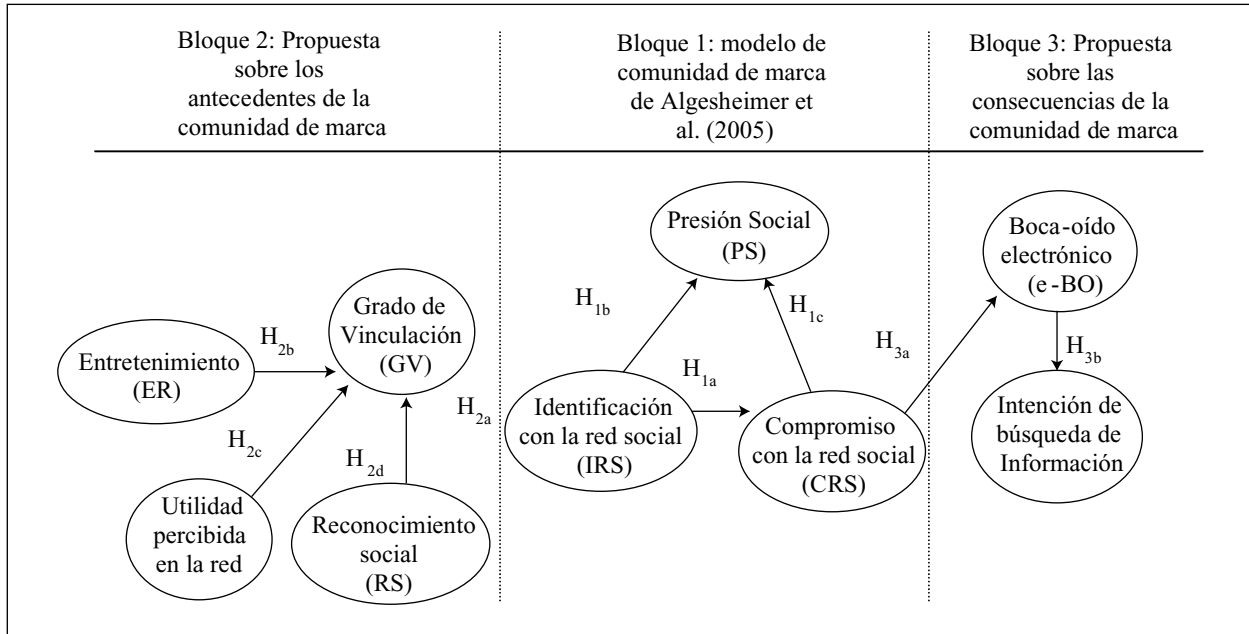 Bloque 2: Propuesta
sobre los
antecedentes de la
comunidad de marca
Bloque 1: modelo de
comunidad de marca
de Algesheimer et
al. (2005)
Bloque 3: Propuesta
sobre las
consecuencias de la
comunidad de marca
Entretenimiento
(ER)
H2b
Grado de
Vinculación
(GV)
H2c
H2d
H2a
Utilidad
percibida
en la red
Reconocimiento
social
(RS)
Presión Social
(PS)
H1b
H1c
H1a
Identificación
con la red social
(IRS)
Compromiso
con la red social
(CRS)
H3a
Boca-oído
electrónico
(e-BO)
H3b
Intención de
búsqueda de
Información